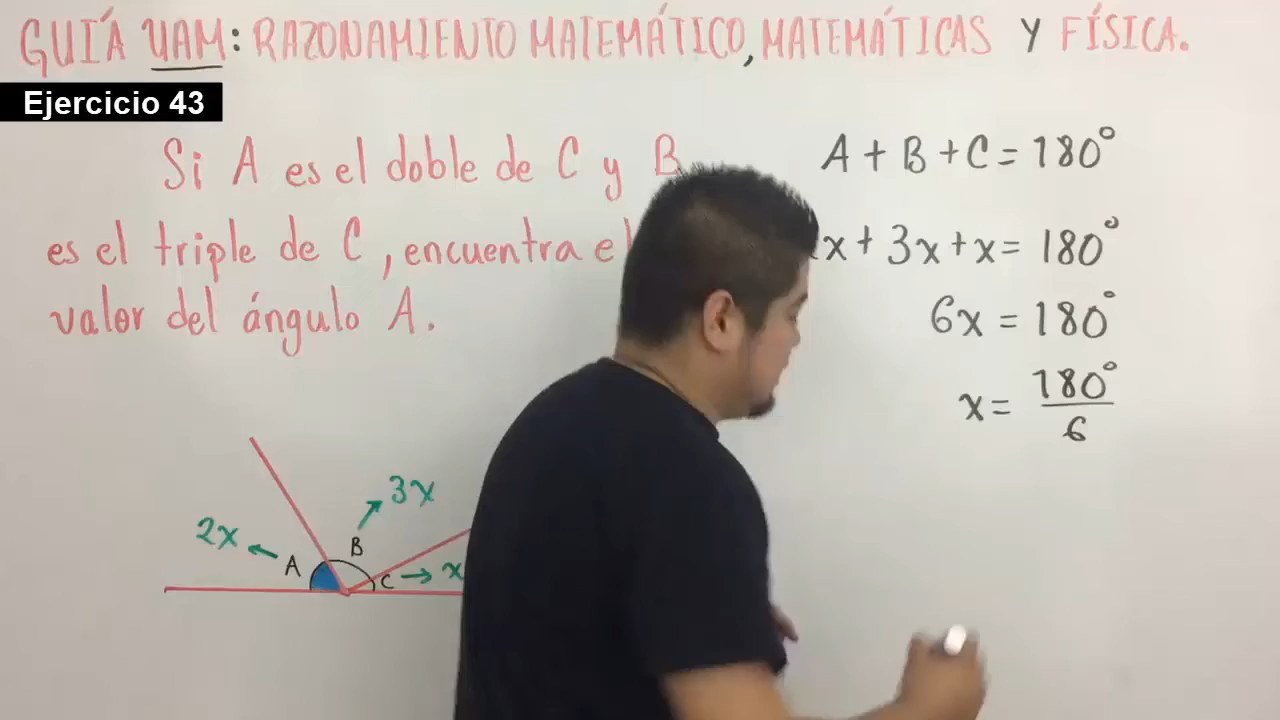 GUÍA UAM: RAZONAMIENTO MATEMÁTICO, MATEMÁTICAS Y FÍSICA.
Ejercicio 43
Si A es el doble de C y B
es el triple de C, encuentra el
valor del ángulo A.
A + B + C = 180°
x + 3x + x = 180°
6x = 180°
x = 180°
6
3x
2x
B
A
C
x